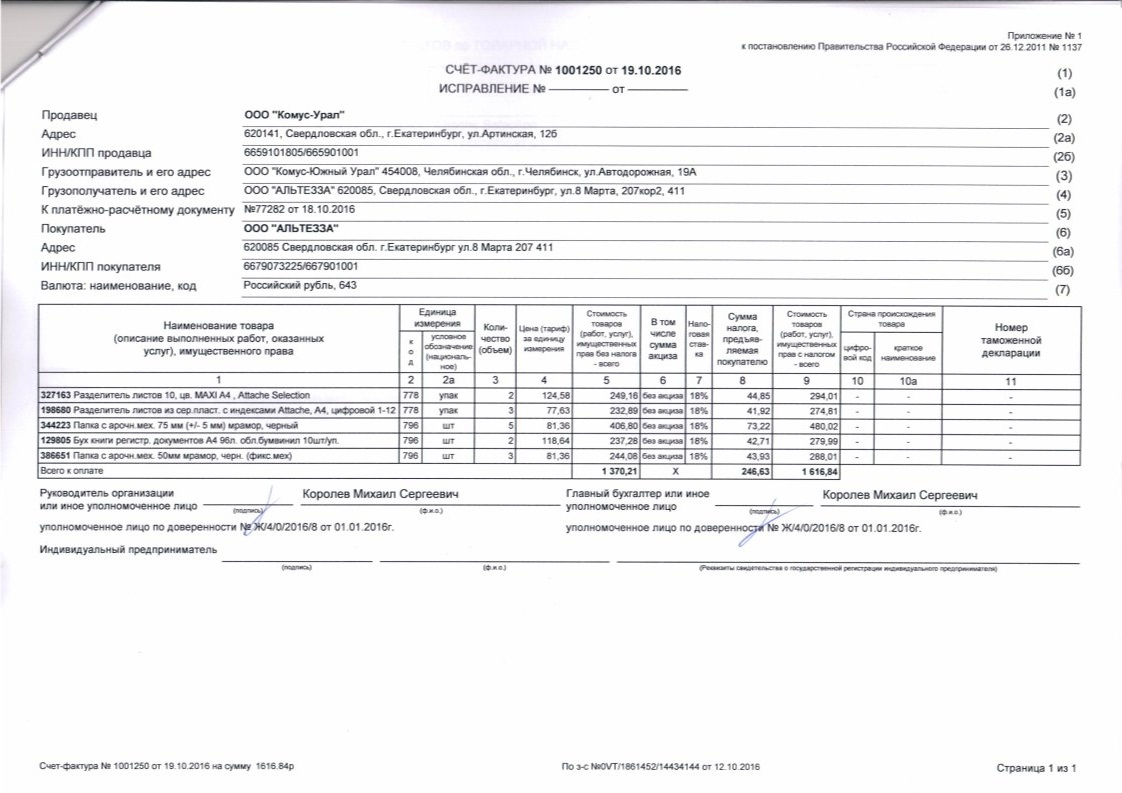 Приложение № 1
к постановлению Правительства Российской Федерации от 26.12.2011 № 1137
СЧЁТ-ФАКТУРА № 1001250 от 19.10.2016 (1)
ИСПРАВЛЕНИЕ № ———— от ———— (1а)
Продавец ООО "Комус-Урал" (2)
Адрес 620141, Свердловская обл., г.Екатеринбург, ул.Артинская, 12б (2а)
ИНН/КПП продавца 6659101805/665901001 (2б)
Грузоотправитель и его адрес ООО "Комус-Южный Урал" 454008, Челябинская обл., г.Челябинск, ул.Автодорожная, 19А (3)
Грузополучатель и его адрес ООО "АЛЬТЕЗЗА" 620085, Свердловская обл., г.Екатеринбург, ул.8 Марта, 207кор2, 411 (4)
К платёжно-расчётному документу №77282 от 18.10.2016 (5)
Покупатель ООО "АЛЬТЕЗЗА" (6)
Адрес 620085 Свердловская обл. г.Екатеринбург ул.8 Марта 207 411 (6а)
ИНН/КПП покупателя 6679073225/667901001 (6б)
Валюта: наименование, код Российский рубль, 643 (7)
Наименование товара
(описание выполненных работ, оказанных
услуг), имущественного права
Единица
измерения
к
о
д
условное
обозначение
(националь-
ное)
Коли-
чество
(объем)
Цена (тариф)
за единицу
измерения
Стоимость
товаров
(работ, услуг),
имущественных
прав без налога
- всего
В том
числе
сумма
акциза
Нало-
говая
став-
ка
Сумма
налога,
предъяв-
ляемая
покупателю
Стоимость
товаров
(работ, услуг),
имущественных
прав с налогом
- всего
Страна происхождения
товара
цифро-
вой код
краткое
наименование
Номер
таможенной
декларации
1 2 2а 3 4 5 6 7 8 9 10 10а 11
327163 Разделитель листов 10, цв. MAXI A4 , Attache Selection 778 упак 2 124,58 249,16 без акциза 18% 44,85 294,01 - - -
198680 Разделитель листов из сер.пласт. с индексами Attache, А4, цифровой 1-12 778 упак 3 77,63 232,89 без акциза 18% 41,92 274,81 - - -
344223 Папка с арочн.мех. 75 мм (+/- 5 мм) мрамор, черный 796 шт 5 81,36 406,80 без акциза 18% 73,22 480,02 - - -
129805 Бух книги регистр. документов А4 96л. обл.бумвинил 10шт/уп. 796 шт 2 118,64 237,28 без акциза 18% 42,71 279,99 - - -
386651 Папка с арочн.мех. 50мм мрамор, черн. (фикс.мех) 796 шт 3 81,36 244,08 без акциза 18% 43,93 288,01 - - -
Всего к оплате 1 370,21 X 246,63 1 616,84
Руководитель организации
или иное уполномоченное лицо Королев Михаил Сергеевич
(подпись) (ф.и.о.)
уполномоченное лицо по доверенности № Ж/4/0/2016/8 от 01.01.2016г.
Главный бухгалтер или иное
уполномоченное лицо Королев Михаил Сергеевич
(подпись) (ф.и.о.)
уполномоченное лицо по доверенности № Ж/4/0/2016/8 от 01.01.2016г.
Индивидуальный предприниматель
(подпись) (ф.и.о.) (Реквизиты свидетельства о государственной регистрации индивидуального предпринимателя)
Счет-фактура № 1001250 от 19.10.2016 на сумму 1616.84р
По з-с №0VT/1861452/14434144 от 12.10.2016
Страница 1 из 1